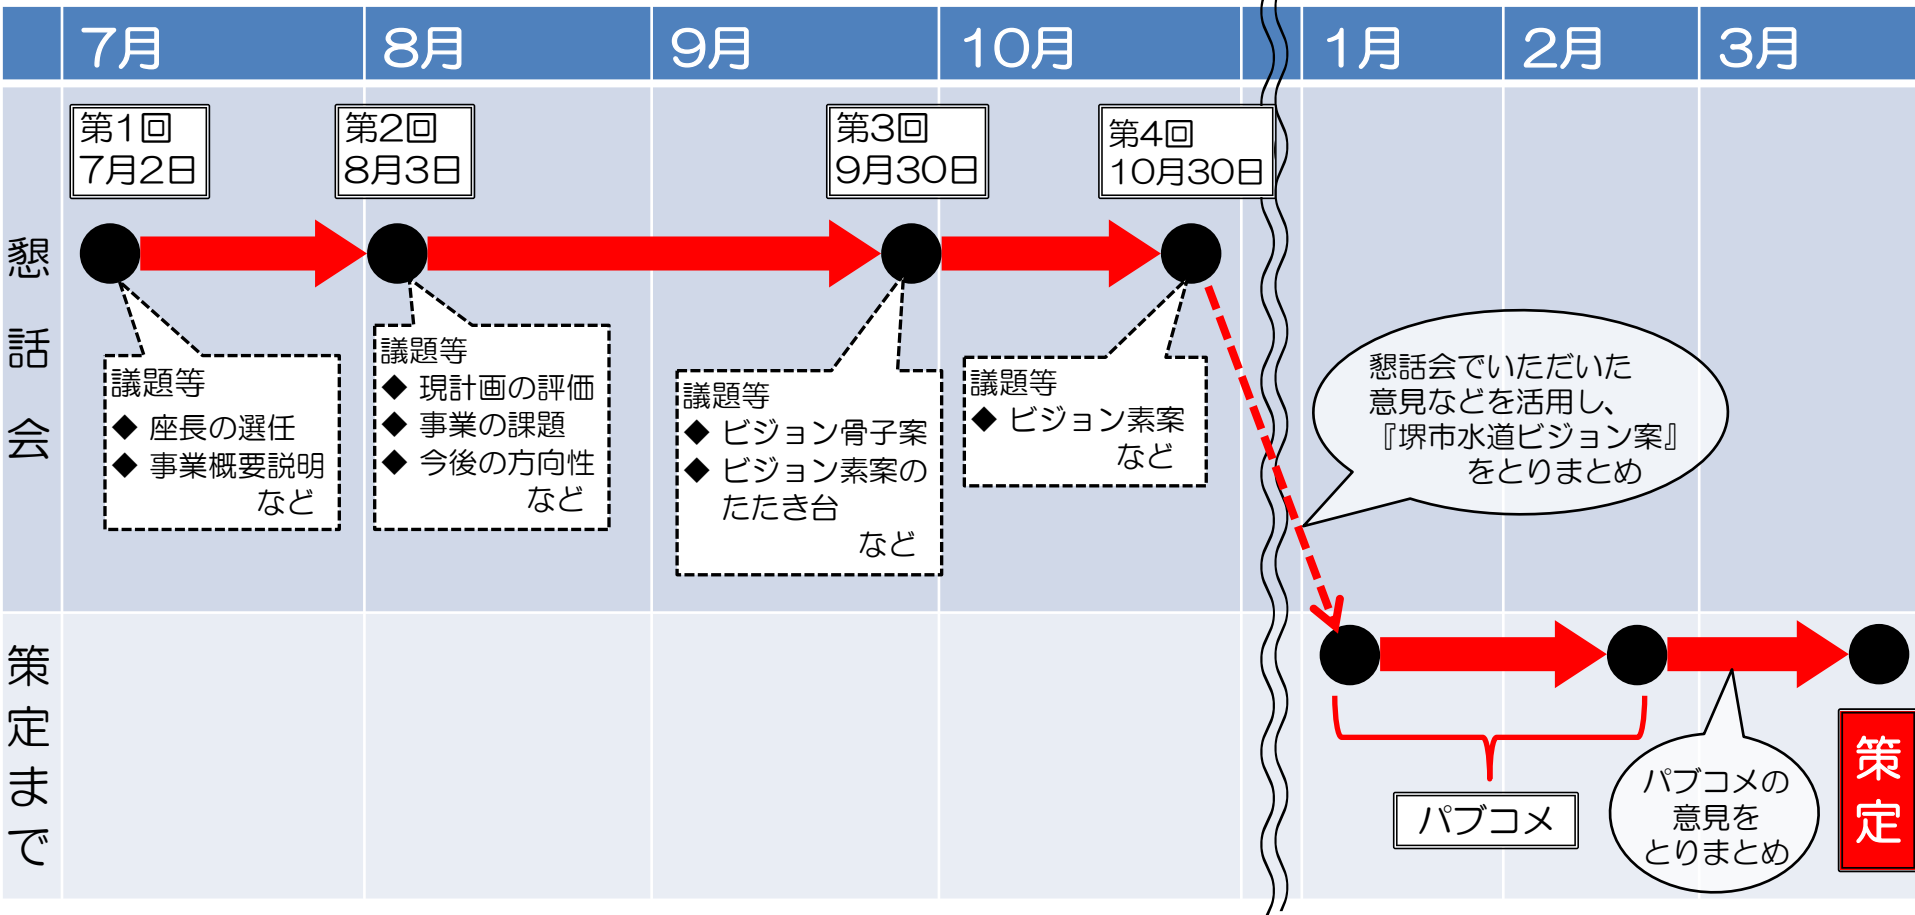 7月
8月
9月
10月
1月
2月
3月
懇話会
第1回
7月2日
第2回
8月3日
第3回
9月30日
第4回
10月30日
議題等
◆ 座長の選任
◆ 事業概要説明
など
議題等
◆ 現計画の評価
◆ 事業の課題
◆ 今後の方向性
など
議題等
◆ ビジョン骨子案
◆ ビジョン素案の
たたき台
など
議題等
◆ ビジョン素案
など
懇話会でいただいた
意見などを活用し、
『堺市水道ビジョン案』
をとりまとめ
策定まで
パブコメ
パブコメの
意見を
とりまとめ
策定